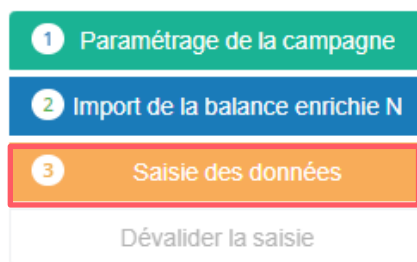 1 Paramétrage de la campagne
2 Import de la balance enrichie N
3 Saisie des données
Dévalider la saisie